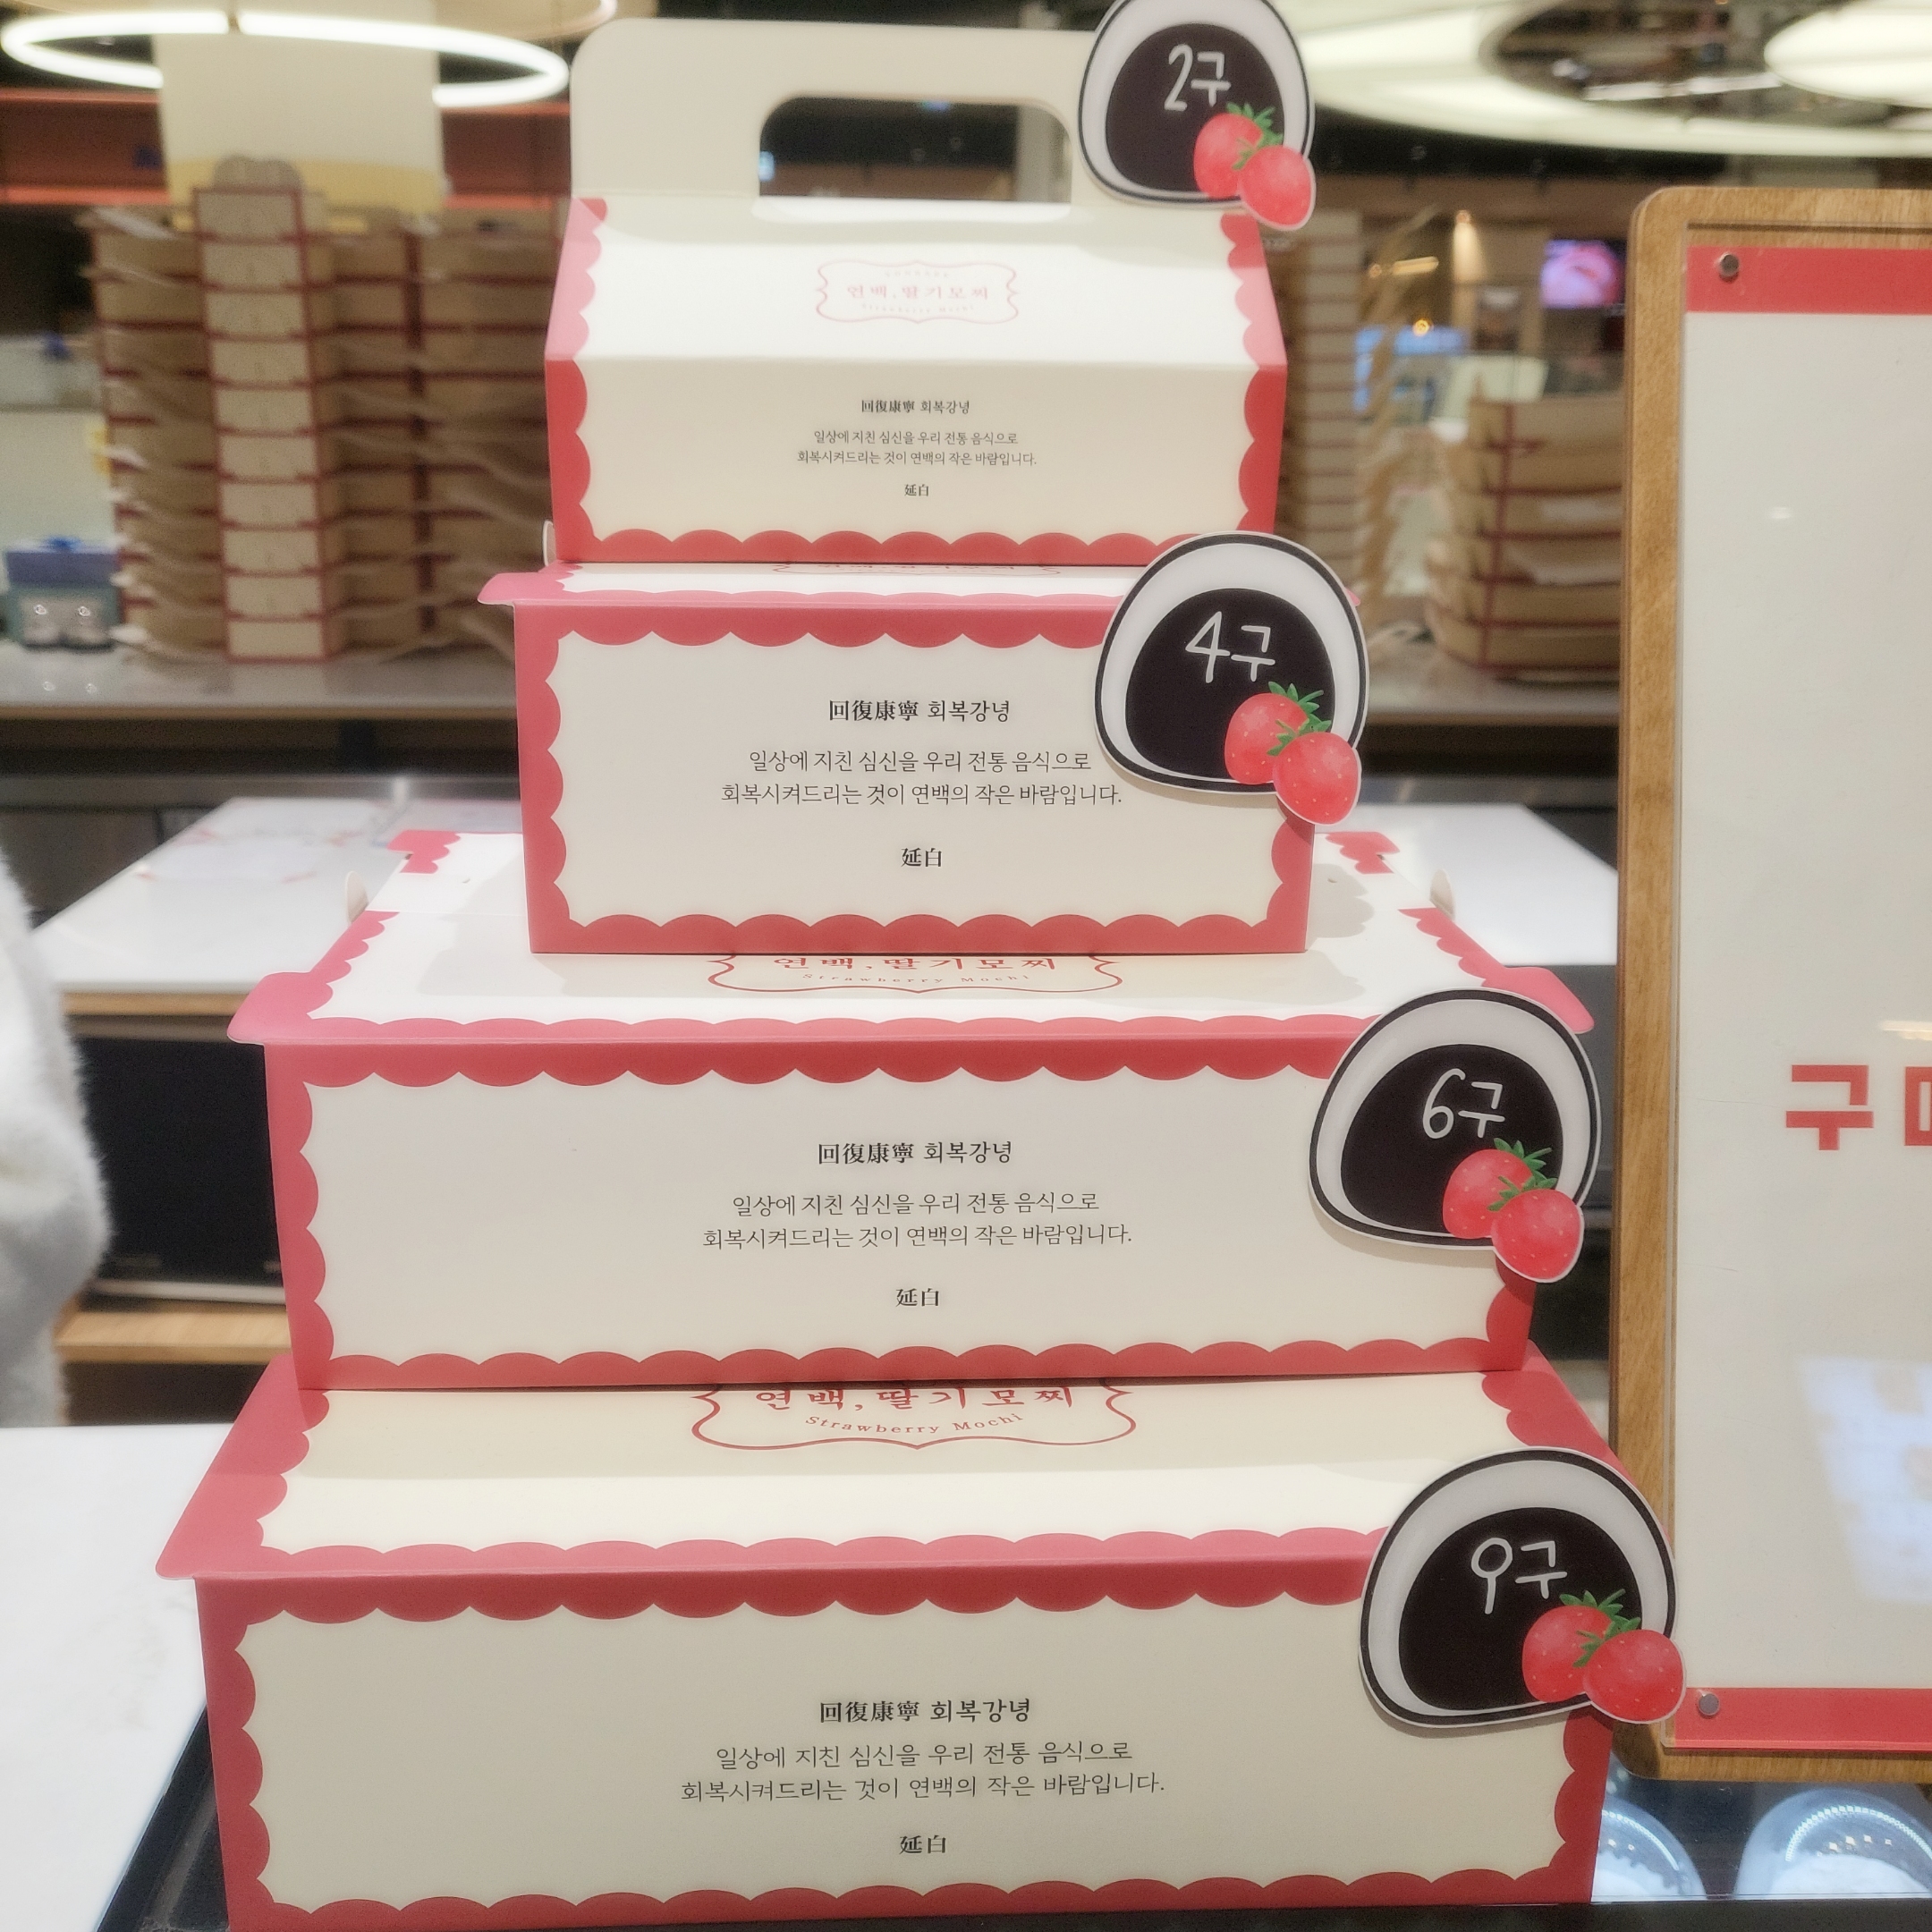 2구
연백, 딸기모찌
Strawberry Mochi
回復康寧 회복강녕
일상에 지친 심신을 우리 전통 음식으로
회복시켜드리는 것이 연백의 작은 바람입니다.
延白
4구
回復康寧 회복강녕
일상에 지친 심신을 우리 전통 음식으로
회복시켜드리는 것이 연백의 작은 바람입니다.
延白
연백, 딸기모찌
Strawberry Mochi
6구
回復康寧 회복강녕
일상에 지친 심신을 우리 전통 음식으로
회복시켜드리는 것이 연백의 작은 바람입니다.
延白
연백, 딸기모찌
Strawberry Mochi
9구
回復康寧 회복강녕
일상에 지친 심신을 우리 전통 음식으로
회복시켜드리는 것이 연백의 작은 바람입니다.
延白
구